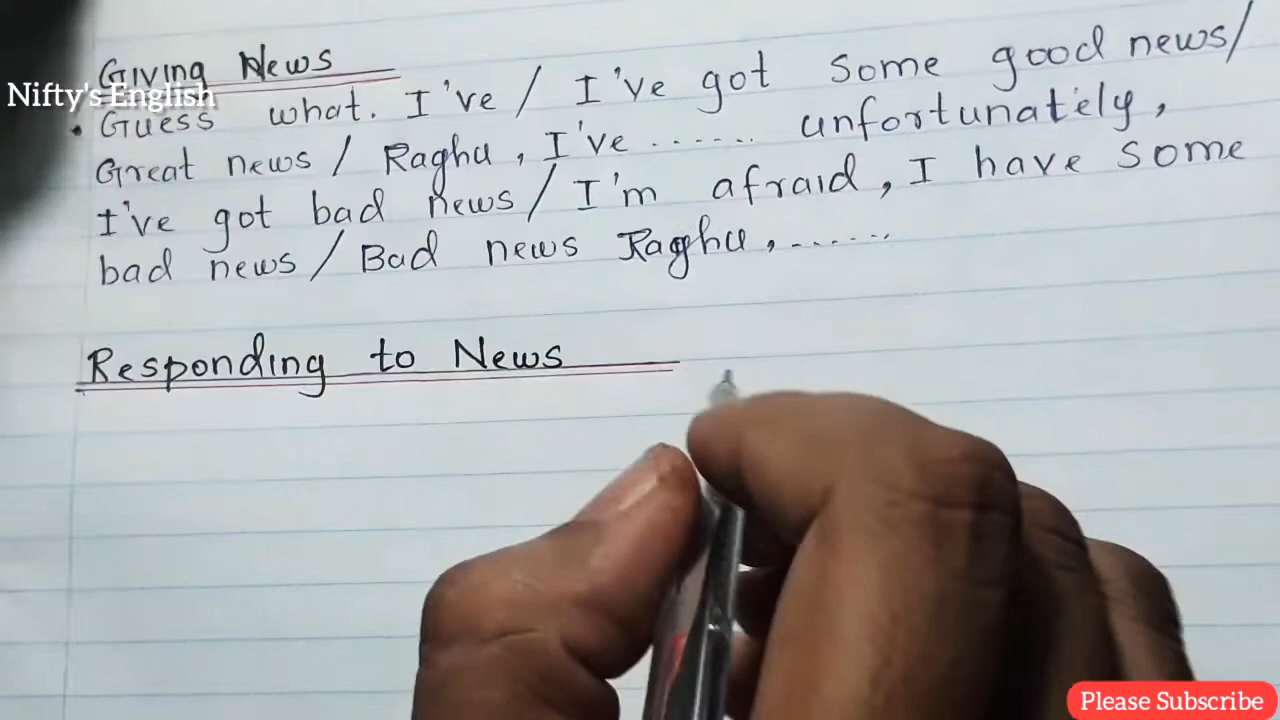 Giving News
Nifty's English
• Guess what. I've / I've got some good news/
Great news / Raghu, I've ...... unfortunately,
I've got bad news / I'm afraid, I have some
bad news / Bad news Raghu, ......
Responding to News
Please Subscribe